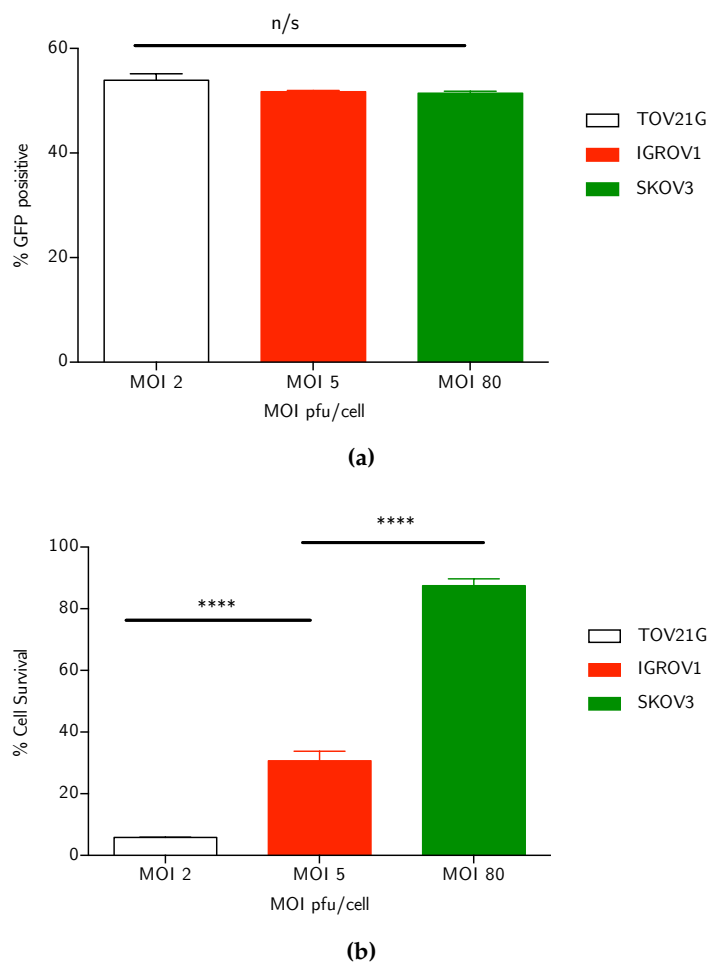 n/s
60
40
20
0
% GFP posisitive
MOI 2
MOI 5
MOI 80
MOI pfu/cell
TOV21G
IGROV1
SKOV3
(a)
****
****
100
80
60
40
20
0
% Cell Survival
MOI 2
MOI 5
MOI 80
MOI pfu/cell
TOV21G
IGROV1
SKOV3
(b)